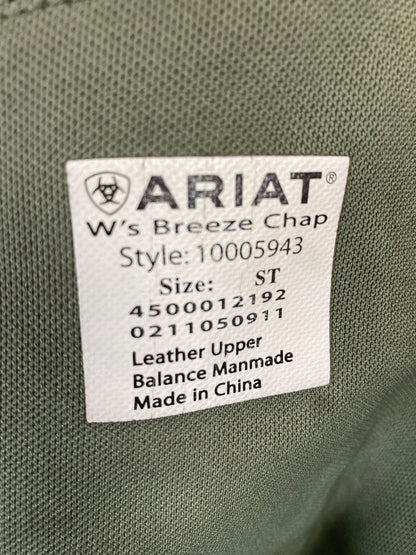 ARIAT®
W's Breeze Chap
Style: 10005943
Size: ST
4500012192
0211050911
Leather Upper
Balance Manmade
Made in China